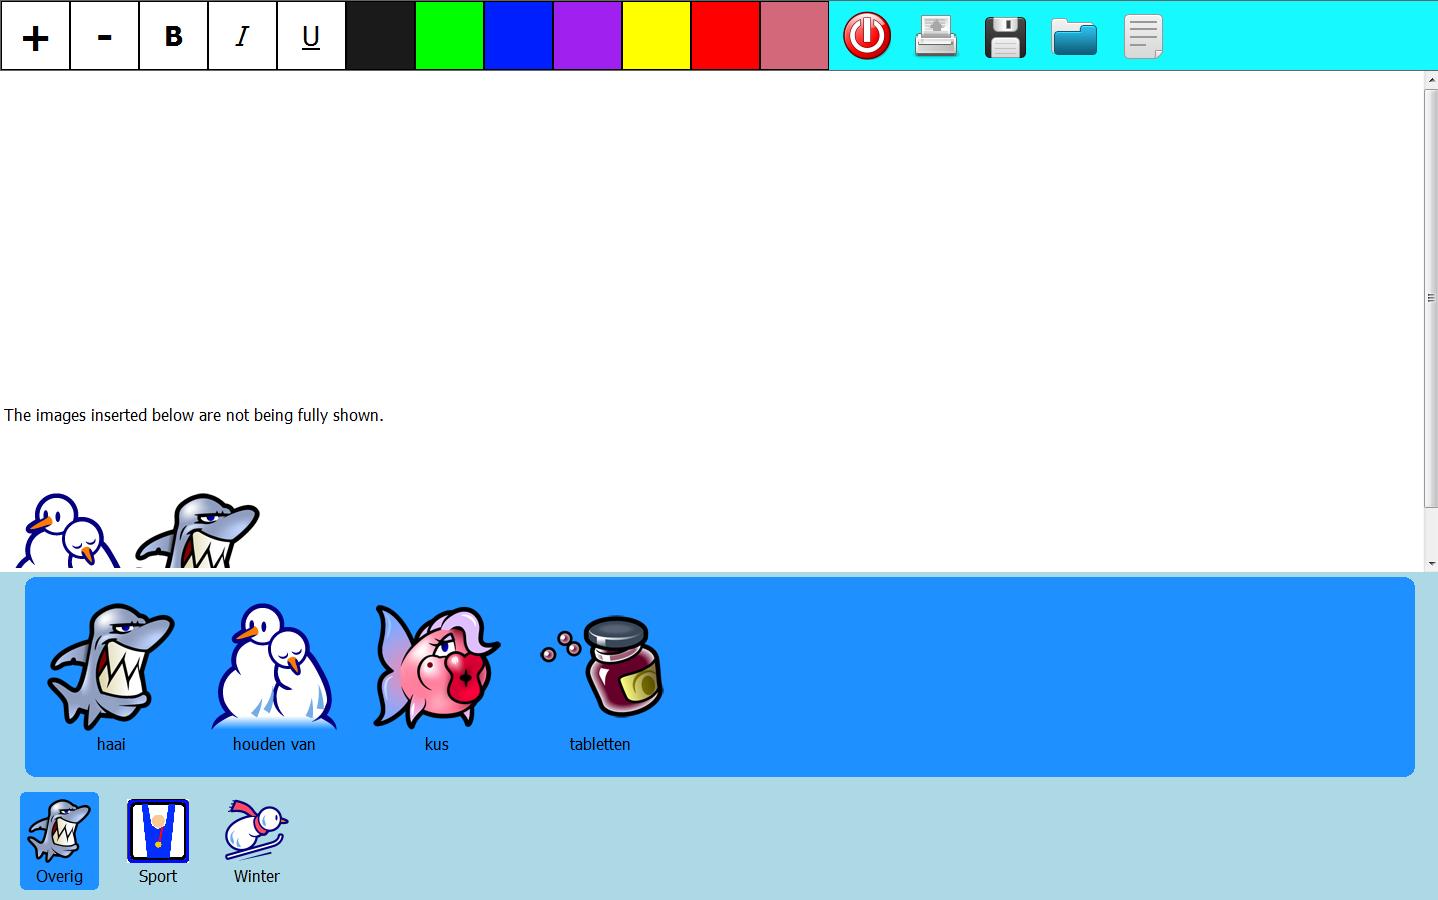 + - B I U
The images inserted below are not being fully shown.
haai houden van kus tabletten
Overig Sport Winter